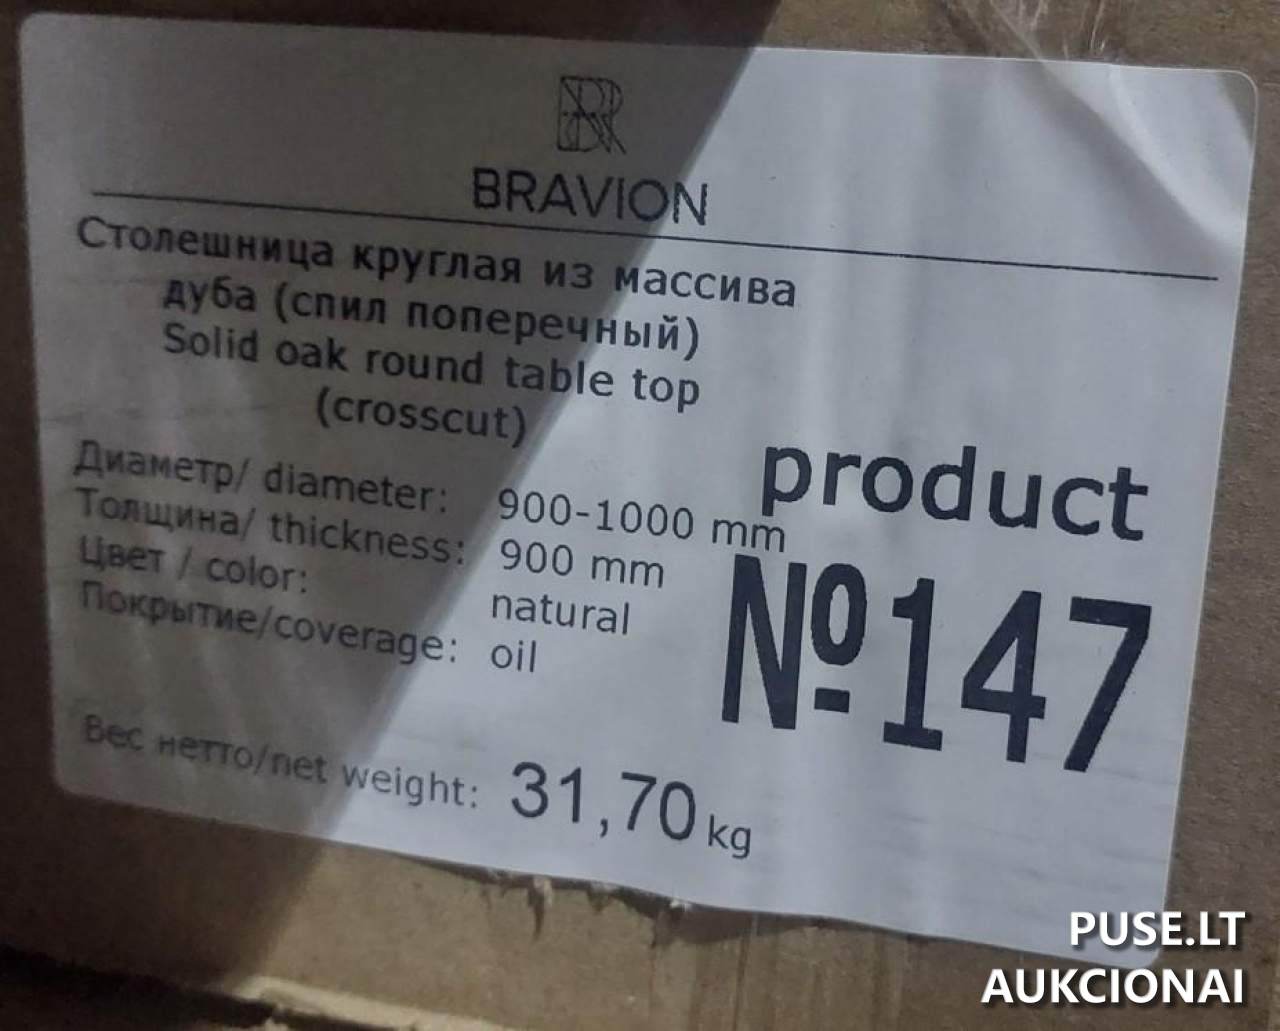 BRAVION
Столешница круглая из массива
дуба (спил поперечный)
Solid oak round table top
(crosscut)
Диаметр/ diameter: 900-1000 mm
Толщина/ thickness: 900 mm
Цвет / color: natural
Покрытие/coverage: oil
product
№147
Вес нетто/net weight: 31,70 kg
PUSE.LT
AUKCIONAI